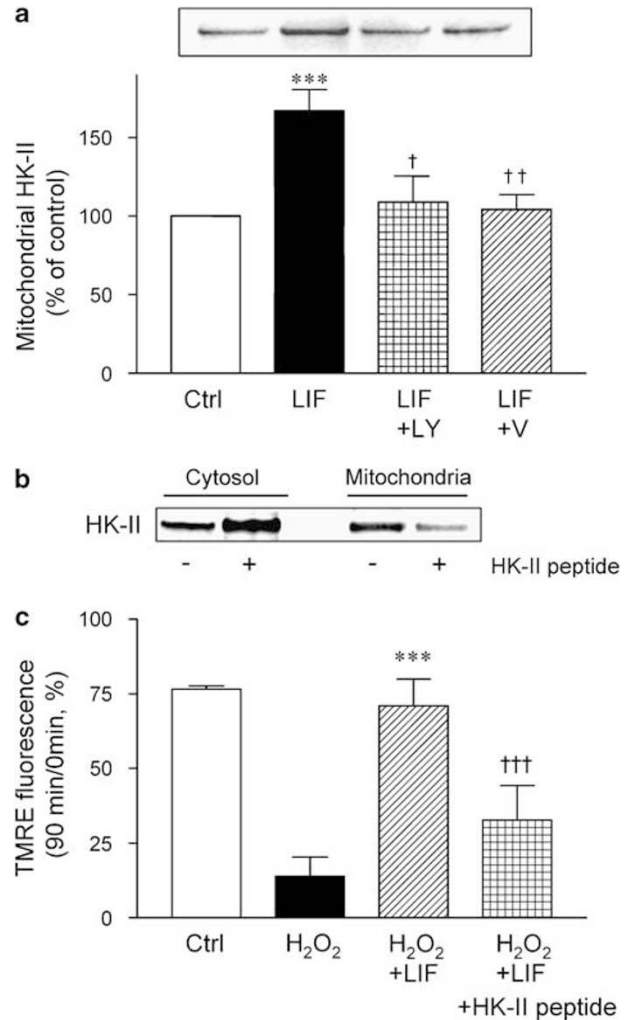 a
Mitochondrial HK-II
(% of control)
150
100
50
0
***
†
††
Ctrl
LIF
LIF
+LY
LIF
+V
b
Cytosol
Mitochondria
HK-II
- + - + HK-II peptide
c
TMRE fluorescence
(90 min/0min, %)
100
75
50
25
0
***
†††
Ctrl
H₂O₂
H₂O₂
+LIF
H₂O₂
+LIF
+HK-II peptide